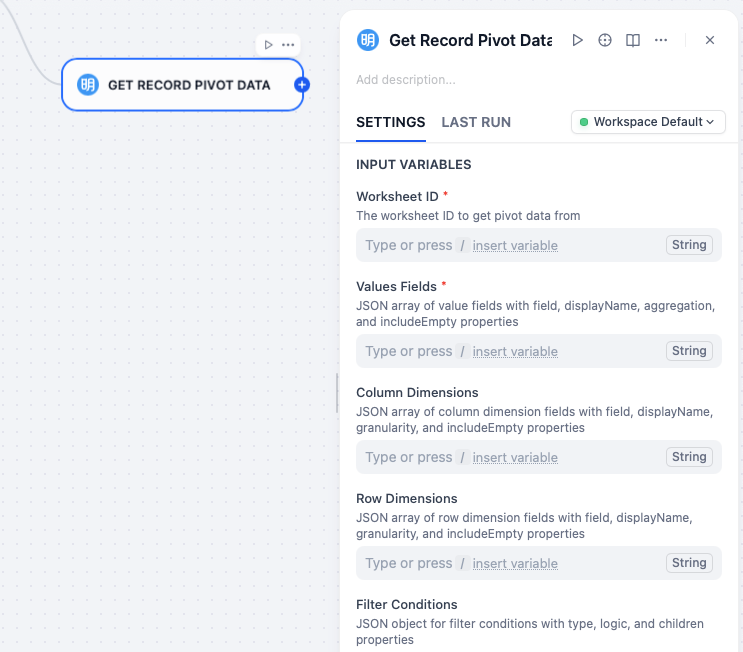 明 GET RECORD PIVOT DATA
明 Get Record Pivot Data
Add description...
SETTINGS LAST RUN Workspace Default
INPUT VARIABLES
Worksheet ID *
The worksheet ID to get pivot data from
Type or press / insert variable String
Values Fields *
JSON array of value fields with field, displayName, aggregation,
and includeEmpty properties
Type or press / insert variable String
Column Dimensions
JSON array of column dimension fields with field, displayName,
granularity, and includeEmpty properties
Type or press / insert variable String
Row Dimensions
JSON array of row dimension fields with field, displayName,
granularity, and includeEmpty properties
Type or press / insert variable String
Filter Conditions
JSON object for filter conditions with type, logic, and children
properties